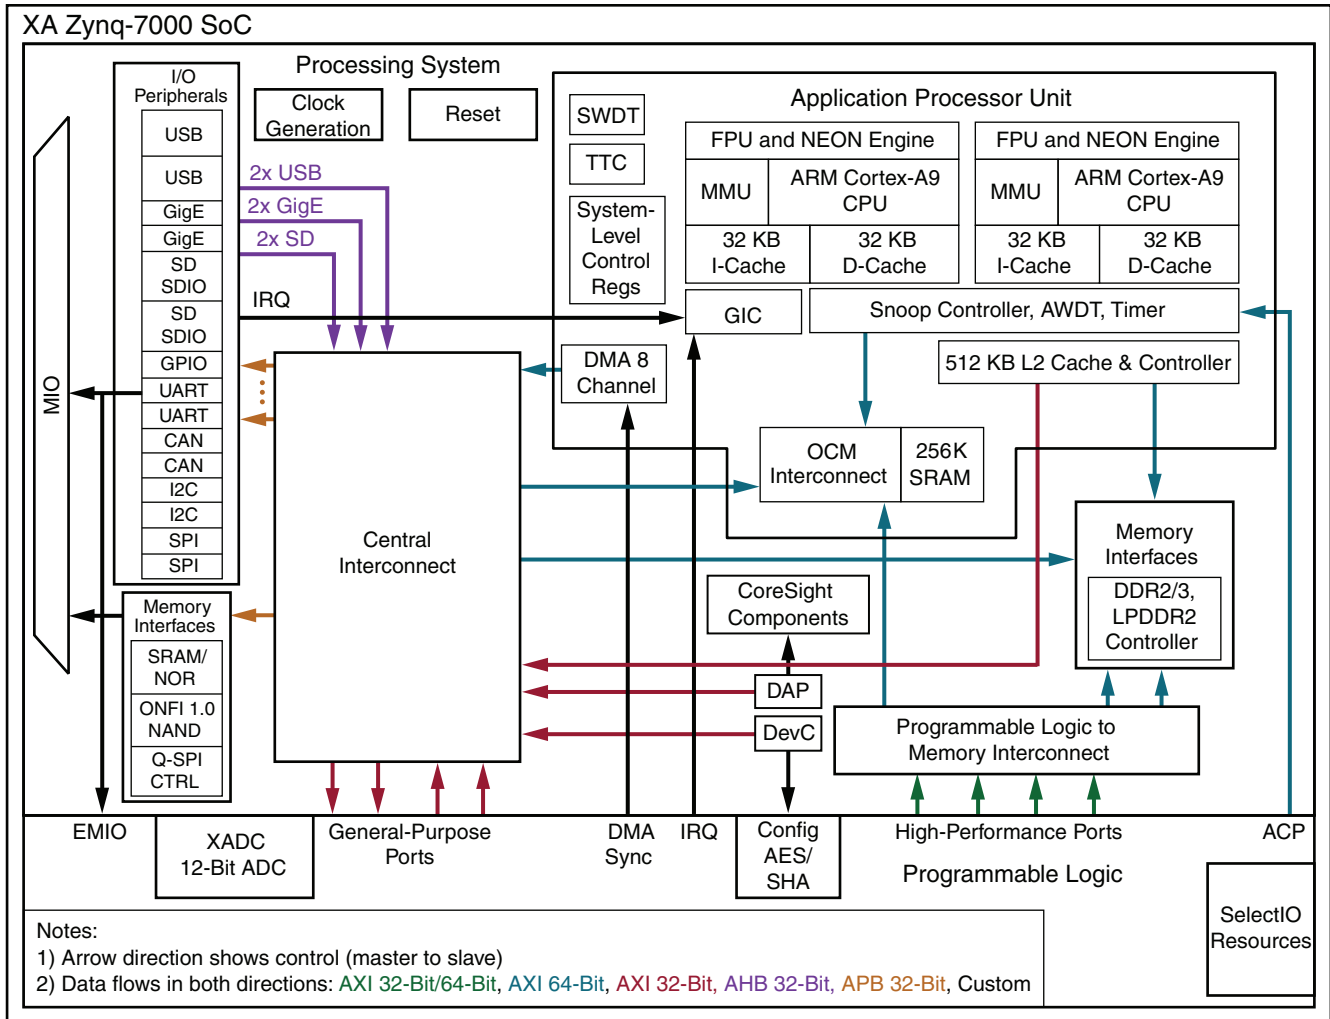 XA Zynq-7000 SoC
Processing System
I/O
Peripherals
USB
USB
GigE
GigE
SD
SDIO
SD
SDIO
GPIO
UART
UART
CAN
CAN
I2C
I2C
SPI
SPI
MIO
Clock
Generation
Reset
2x USB
2x GigE
2x SD
IRQ
Application Processor Unit
SWDT
TTC
System-
Level
Control
Regs
FPU and NEON Engine
MMU
ARM Cortex-A9
CPU
32 KB
I-Cache
32 KB
D-Cache
FPU and NEON Engine
MMU
ARM Cortex-A9
CPU
32 KB
I-Cache
32 KB
D-Cache
GIC
Snoop Controller, AWDT, Timer
DMA 8
Channel
512 KB L2 Cache & Controller
OCM
Interconnect
256K
SRAM
Central
Interconnect
Memory
Interfaces
DDR2/3,
LPDDR2
Controller
CoreSight
Components
DAP
DevC
Programmable Logic to
Memory Interconnect
Memory
Interfaces
SRAM/
NOR
ONFI 1.0
NAND
Q-SPI
CTRL
EMIO
XADC
12-Bit ADC
General-Purpose
Ports
DMA
Sync
IRQ
Config
AES/
SHA
High-Performance Ports
ACP
Programmable Logic
SelectIO
Resources
Notes:
1) Arrow direction shows control (master to slave)
2) Data flows in both directions: AXI 32-Bit/64-Bit, AXI 64-Bit, AXI 32-Bit, AHB 32-Bit, APB 32-Bit, Custom